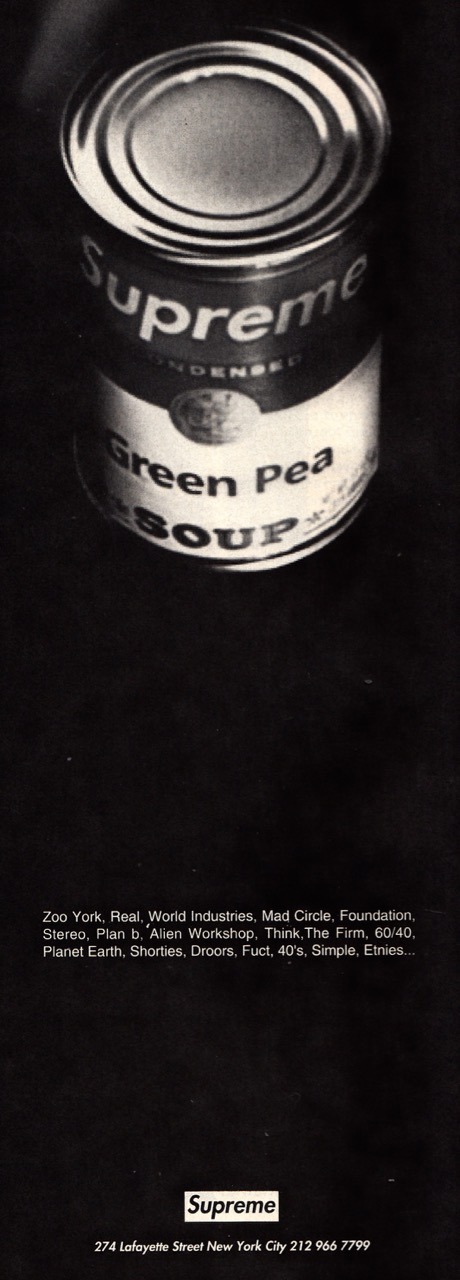 Supreme
CONDENSED
Green Pea
SOUP
Zoo York, Real, World Industries, Mad Circle, Foundation,
Stereo, Plan b, Alien Workshop, Think,The Firm, 60/40,
Planet Earth, Shorties, Droors, Fuct, 40's, Simple, Etnies...
Supreme
274 Lafayette Street New York City 212 966 7799